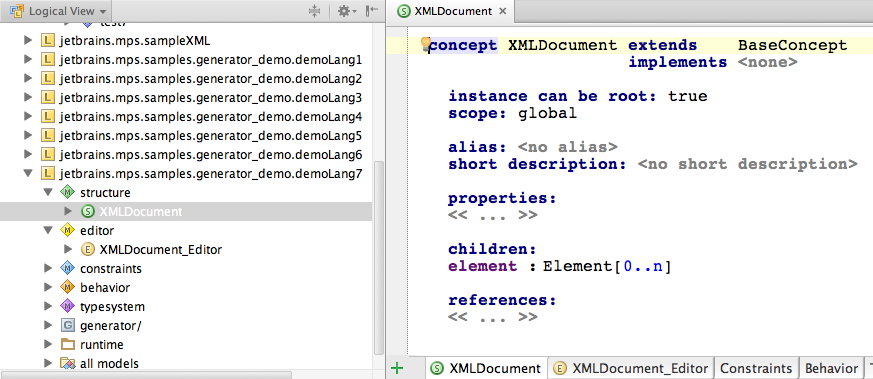 Logical View
test7
jetbrains.mps.sampleXML
jetbrains.mps.samples.generator_demo.demoLang1
jetbrains.mps.samples.generator_demo.demoLang2
jetbrains.mps.samples.generator_demo.demoLang3
jetbrains.mps.samples.generator_demo.demoLang4
jetbrains.mps.samples.generator_demo.demoLang5
jetbrains.mps.samples.generator_demo.demoLang6
jetbrains.mps.samples.generator_demo.demoLang7
structure
XMLDocument
editor
XMLDocument_Editor
constraints
behavior
typesystem
generator/
runtime
all models
XMLDocument
concept XMLDocument extends BaseConcept
implements <none>
instance can be root: true
scope: global
alias: <no alias>
short description: <no short description>
properties:
<< ... >>
children:
element : Element[0..n]
references:
<< ... >>
XMLDocument XMLDocument_Editor Constraints Behavior